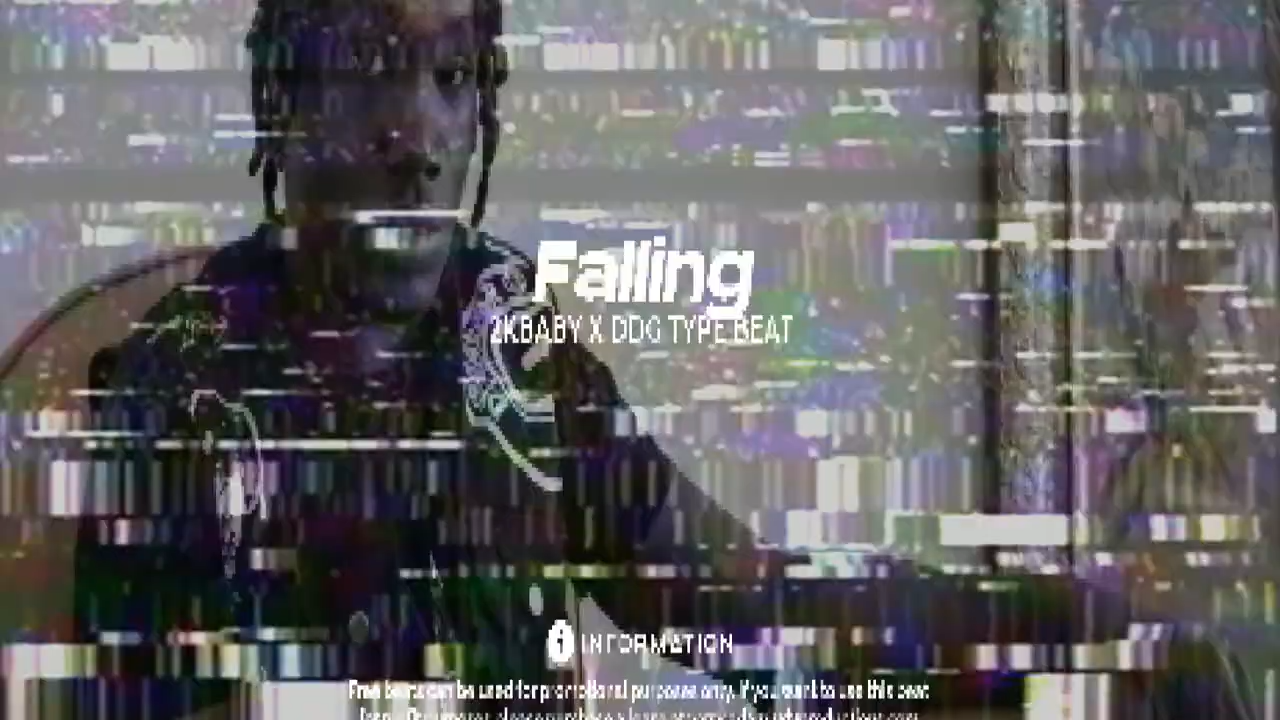 Falling
2KBABY X DDG TYPE BEAT
INFORMATION
Free beats can be used for promotional purposes only. If you want to use this beat